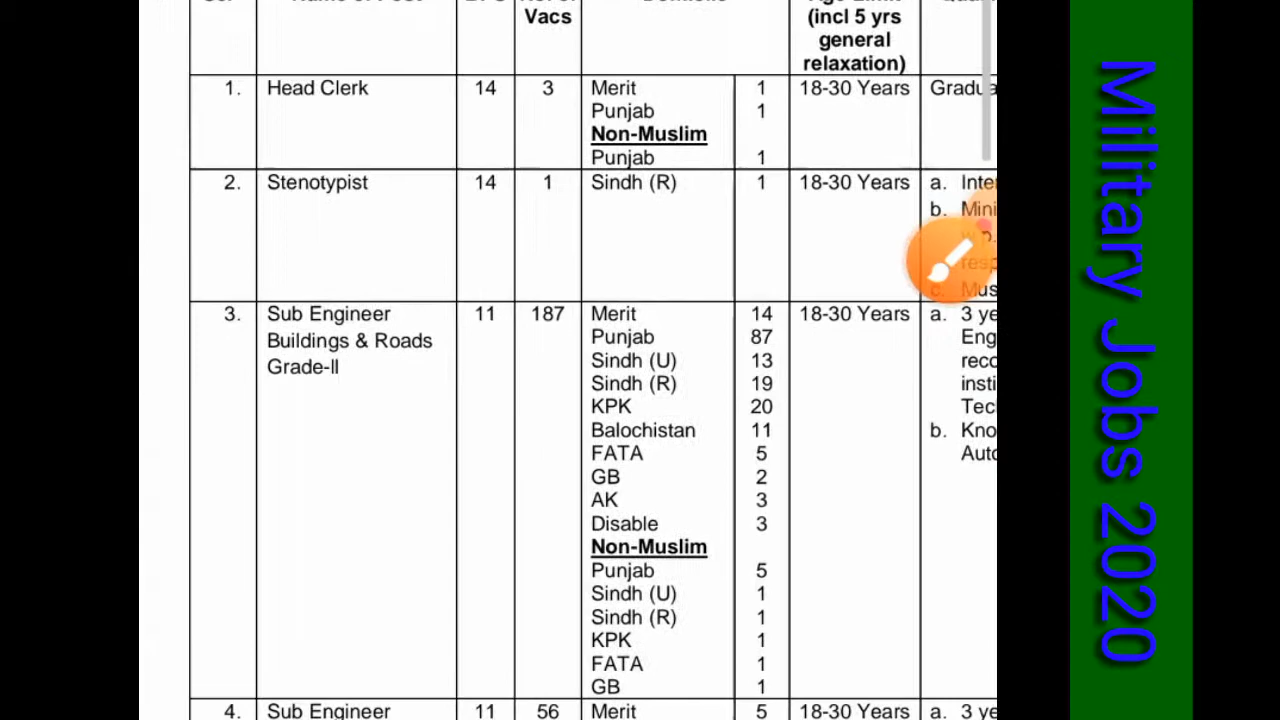 Vacs
(incl 5 yrs
general
relaxation)
1. Head Clerk 14 3 Merit 1 18-30 Years
Punjab 1
Non-Muslim
Punjab 1
2. Stenotypist 14 1 Sindh (R) 1 18-30 Years a.
b.
c.
3. Sub Engineer 11 187 Merit 14 18-30 Years a. 3
Buildings & Roads Punjab 87
Grade-II Sindh (U) 13
Sindh (R) 19
KPK 20
Balochistan 11 b.
FATA 5
GB 2
AK 3
Disable 3
Non-Muslim
Punjab 5
Sindh (U) 1
Sindh (R) 1
KPK 1
FATA 1
GB 1
4. Sub Engineer 11 56 Merit 5 18-30 Years a. 3
Millitary Jobs 2020